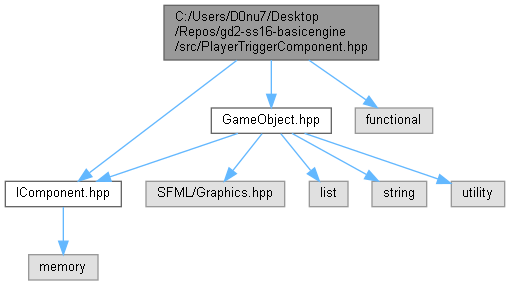 C:/Users/D0nu7/Desktop
/Repos/gd2-ss16-basicengine
/src/PlayerTriggerComponent.hpp
GameObject.hpp
functional
IComponent.hpp
SFML/Graphics.hpp
list
string
utility
memory